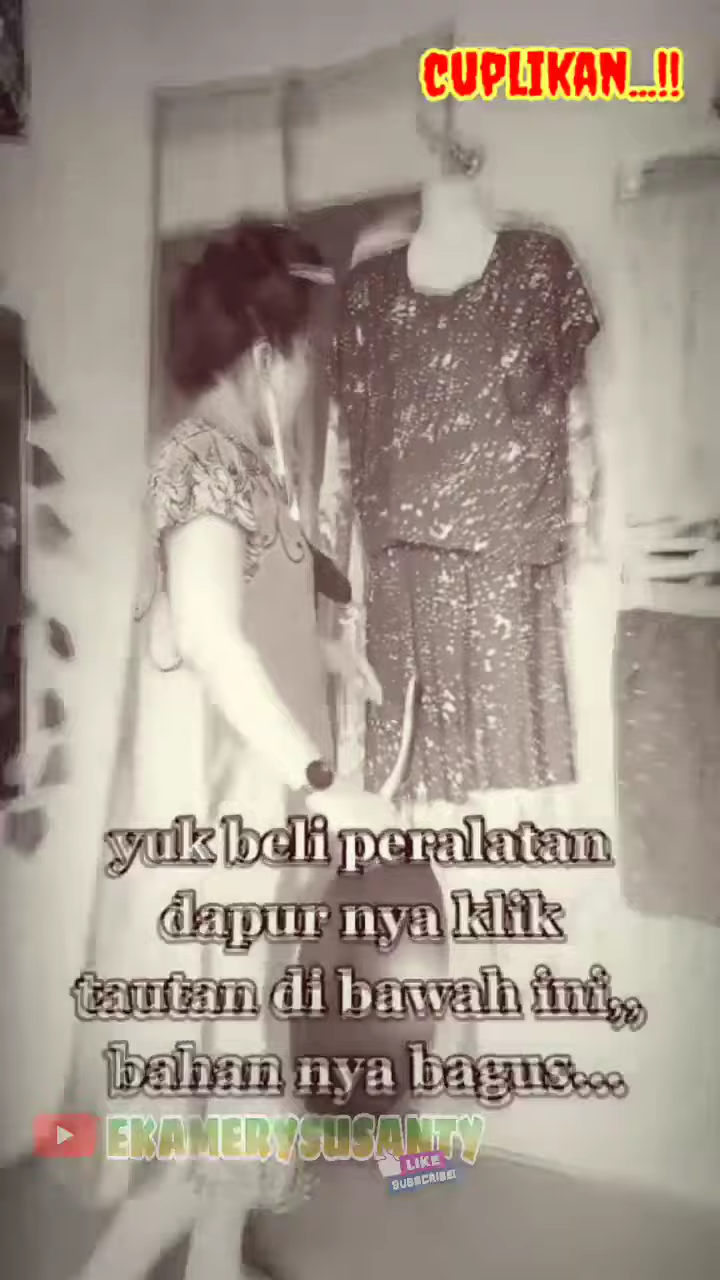 CUPLIKAN...!!
yuk beli peralatan
dapur nya klik
tautan di bawah ini,,
bahan nya bagus...
EKAMERYSUSANTY
LIKE
SUBSCRIBE!